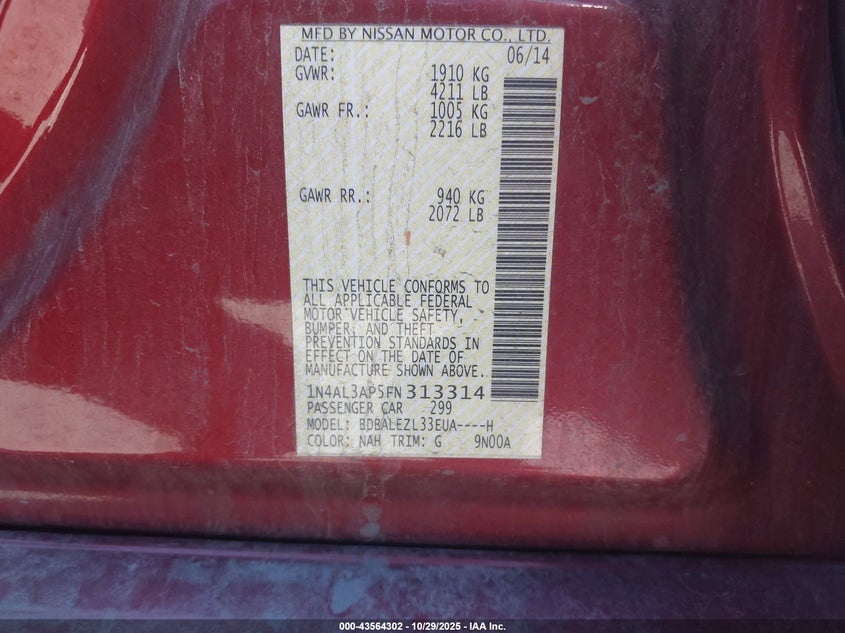 MFD BY NISSAN MOTOR CO., LTD.
DATE: 06/14
GVWR: 1910 KG
4211 LB
GAWR FR.: 1005 KG
2216 LB
GAWR RR.: 940 KG
2072 LB
THIS VEHICLE CONFORMS TO
ALL APPLICABLE FEDERAL
MOTOR VEHICLE SAFETY,
BUMPER, AND THEFT
PREVENTION STANDARDS IN
EFFECT ON THE DATE OF
MANUFACTURE SHOWN ABOVE.
1N4AL3AP5FN313314
PASSENGER CAR 299
MODEL: BDBALEZL33EUA----H
COLOR: NAH TRIM: G 9N00A
000-43564302 - 10/29/2025 - IAA Inc.